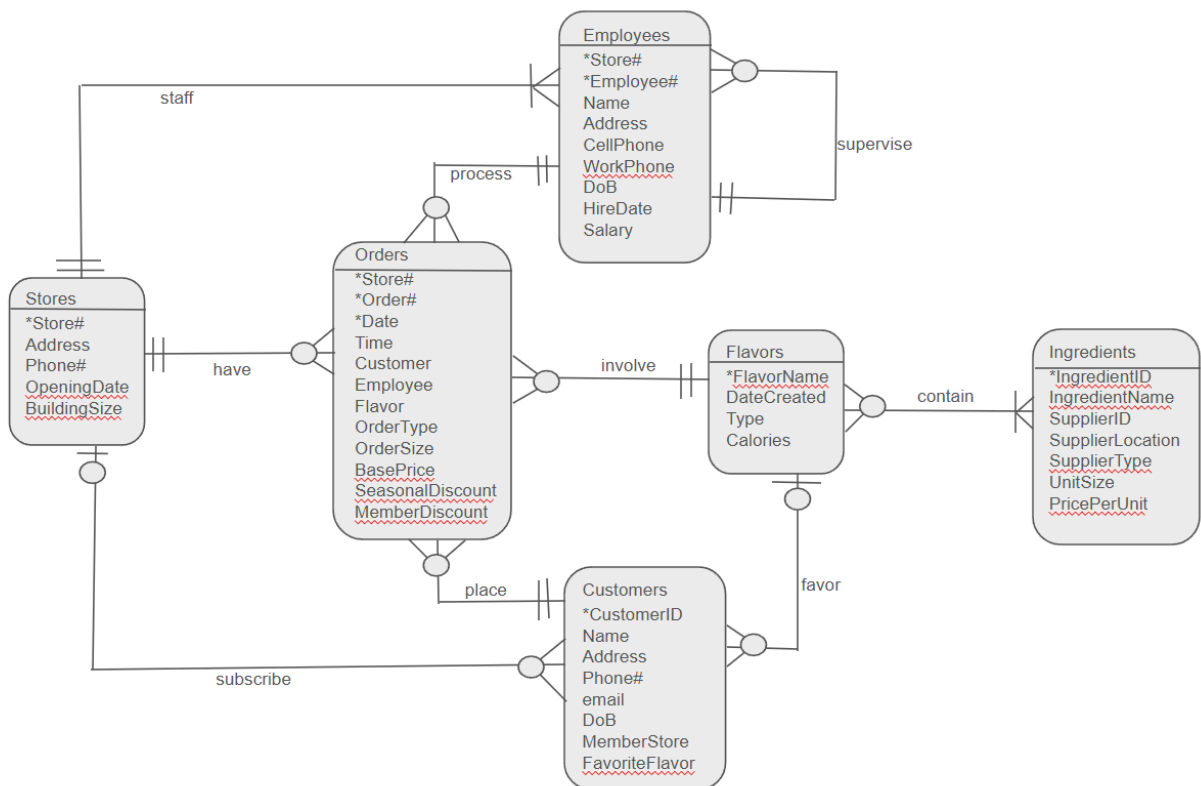 Employees
*Store#
*Employee#
Name
Address
CellPhone
WorkPhone
DoB
HireDate
Salary
staff
supervise
process
Orders
*Store#
*Order#
*Date
Time
Customer
Employee
Flavor
OrderType
OrderSize
BasePrice
SeasonalDiscount
MemberDiscount
Stores
*Store#
Address
Phone#
OpeningDate
BuildingSize
have
involve
Flavors
*FlavorName
DateCreated
Type
Calories
contain
Ingredients
*IngredientID
IngredientName
SupplierID
SupplierLocation
SupplierType
UnitSize
PricePerUnit
place
favor
Customers
*CustomerID
Name
Address
Phone#
email
DoB
MemberStore
FavoriteFlavor
subscribe